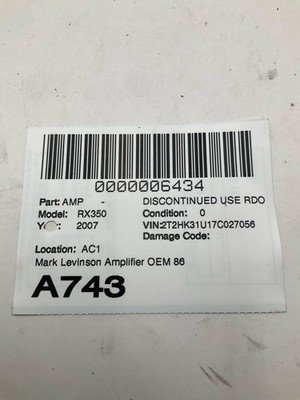 0000006434
Part: AMP - DISCONTINUED USE RDO
Model: RX350 Condition: 0
Ye r: 2007 VIN:2T2HK31U17C027056
Damage Code:
Location: AC1
Mark Levinson Amplifier OEM 86
A743